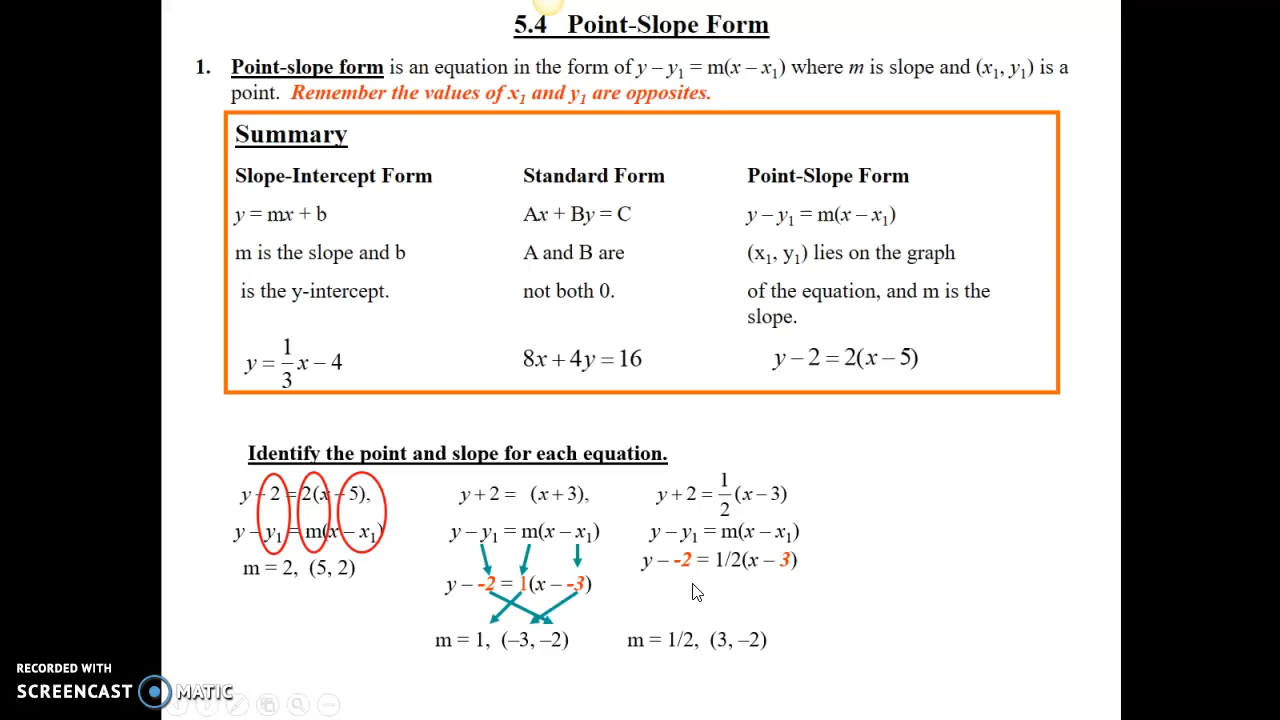 5.4 Point-Slope Form
1. Point-slope form is an equation in the form of y – y₁ = m(x – x₁) where m is slope and (x₁, y₁) is a
point. Remember the values of x₁ and y₁ are opposites.
Summary
Slope-Intercept Form Standard Form Point-Slope Form
y = mx + b Ax + By = C y – y₁ = m(x – x₁)
m is the slope and b A and B are (x₁, y₁) lies on the graph
is the y-intercept. not both 0. of the equation, and m is the
slope.
y = 1/3 x – 4 8x + 4y = 16 y – 2 = 2(x – 5)
Identify the point and slope for each equation.
y – 2 = 2(x – 5), y + 2 = (x + 3), y + 2 = 1/2 (x – 3)
y – y₁ = m(x – x₁) y – y₁ = m(x – x₁) y – y₁ = m(x – x₁)
y – -2 = 1/2(x – 3)
m = 2, (5, 2)
y – -2 = 1(x – -3)
m = 1, (–3, –2) m = 1/2, (3, –2)
RECORDED WITH
SCREENCAST MATIC